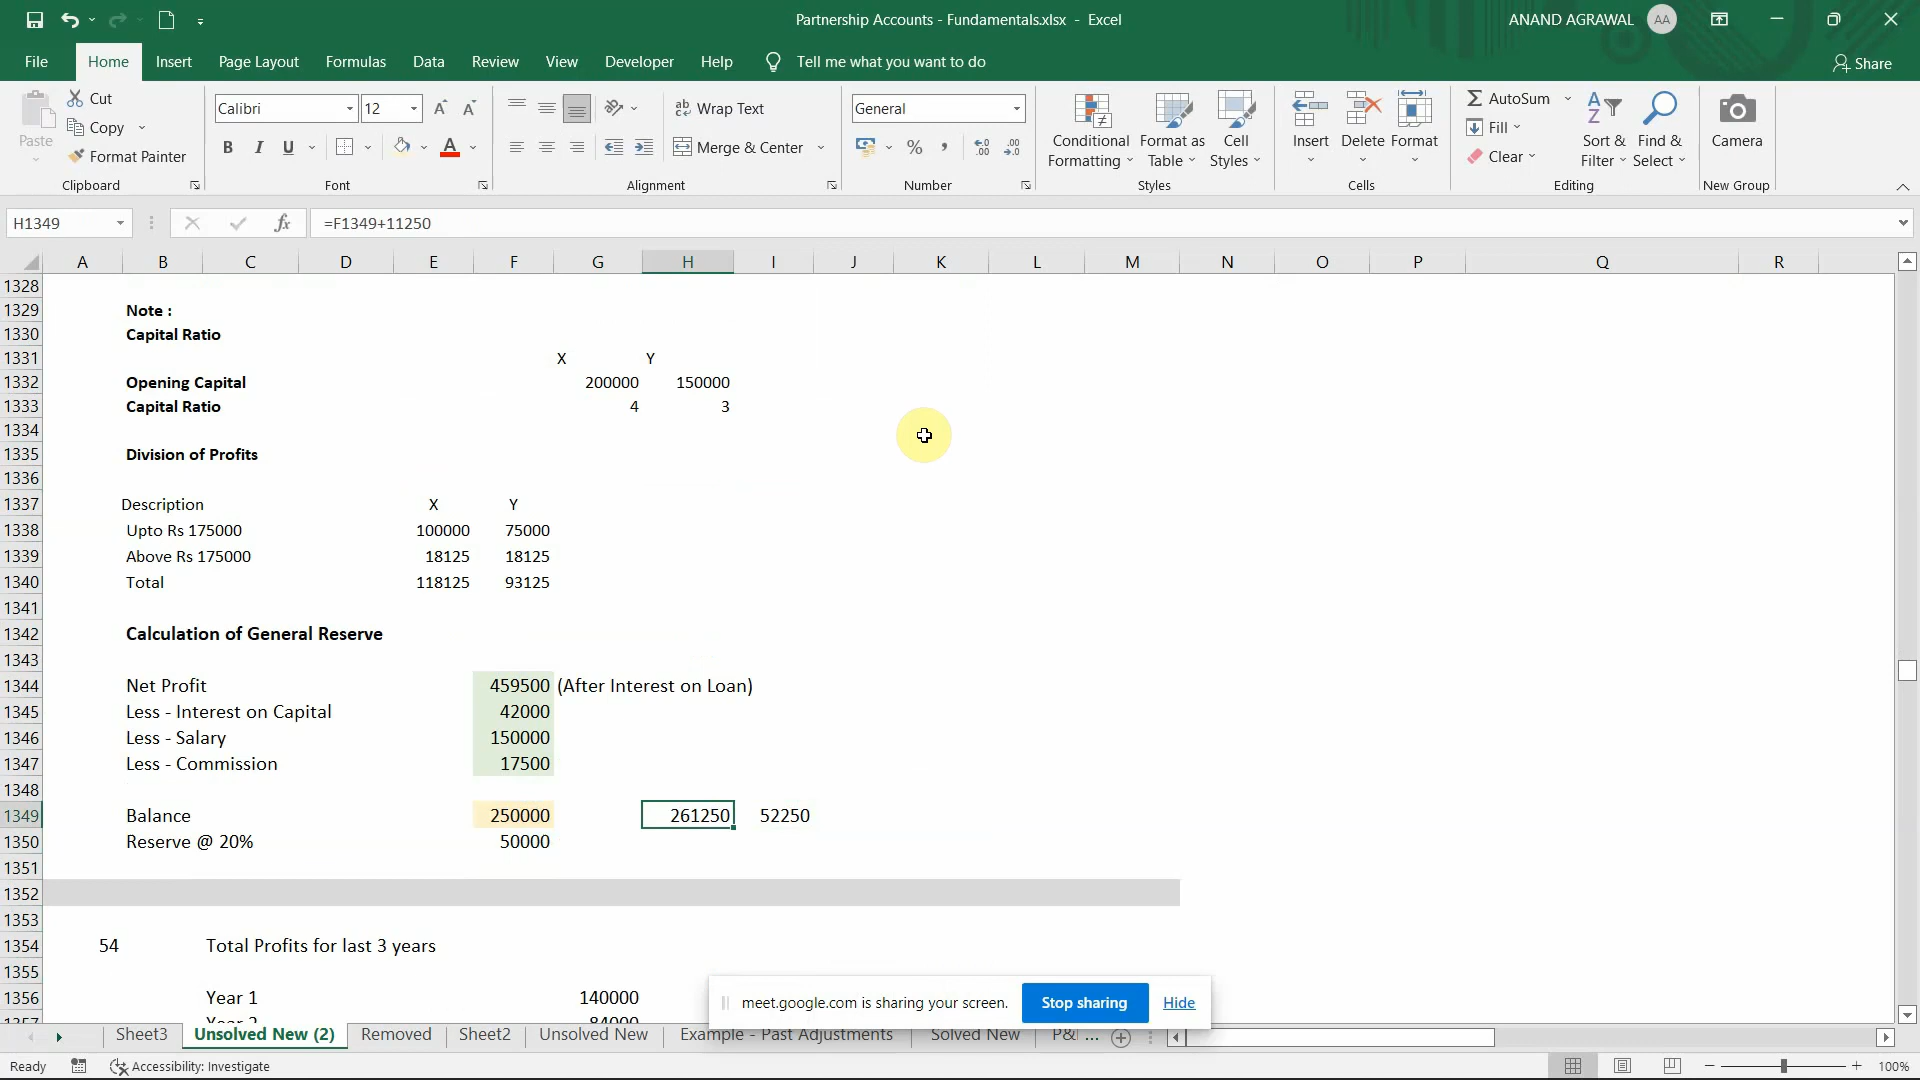 Partnership Accounts - Fundamentals.xlsx - Excel
ANAND AGRAWAL AA
File Home Insert Page Layout Formulas Data Review View Developer Help Tell me what you want to do Share
Paste Cut Copy Format Painter
Calibri 12
B I U A
ab Wrap Text
Merge & Center
General
% ,
Conditional Formatting Format as Table Cell Styles
Insert Delete Format
AutoSum Fill Clear
Sort & Filter Find & Select
Camera
Clipboard Font Alignment Number Styles Cells Editing New Group
H1349 fx =F1349+11250
A B C D E F G H I J K L M N O P Q R
1328
1329 Note :
1330 Capital Ratio
1331 X Y
1332 Opening Capital 200000 150000
1333 Capital Ratio 4 3
1334
1335 Division of Profits
1336
1337 Description X Y
1338 Upto Rs 175000 100000 75000
1339 Above Rs 175000 18125 18125
1340 Total 118125 93125
1341
1342 Calculation of General Reserve
1343
1344 Net Profit 459500 (After Interest on Loan)
1345 Less - Interest on Capital 42000
1346 Less - Salary 150000
1347 Less - Commission 17500
1348
1349 Balance 250000 261250 52250
1350 Reserve @ 20% 50000
1351
1352
1353
1354 54 Total Profits for last 3 years
1355
1356 Year 1 140000
1357 Year 2 84000
meet.google.com is sharing your screen. Stop sharing Hide
Sheet3 Unsolved New (2) Removed Sheet2 Unsolved New Example - Past Adjustments Solved New P& ...
Ready Accessibility: Investigate 100%